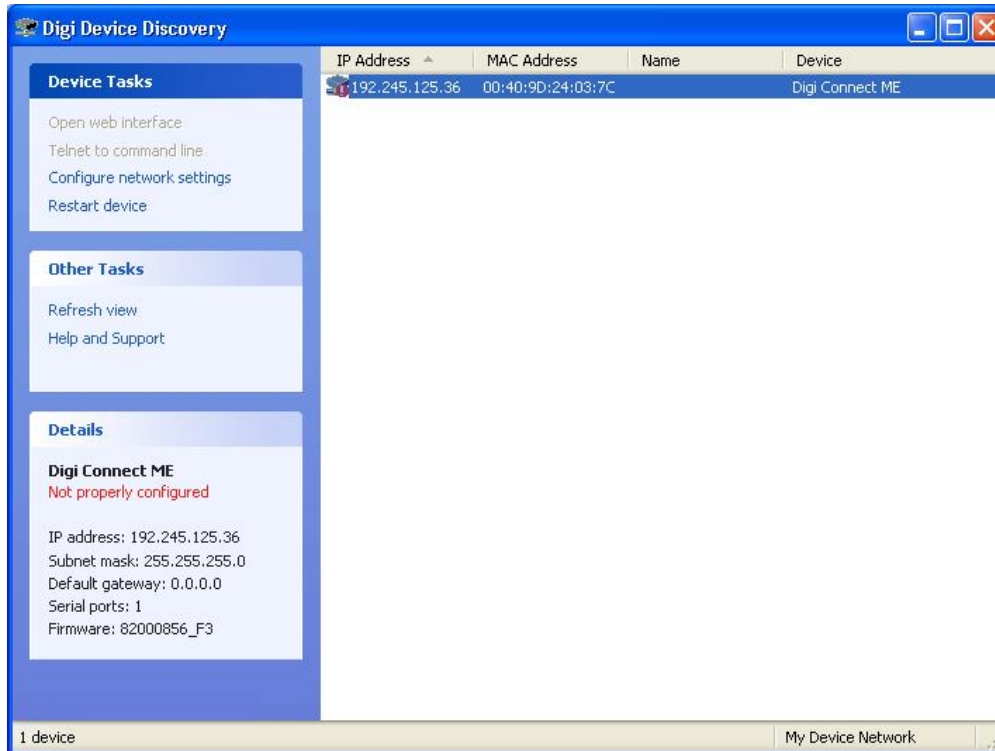 Digi Device Discovery
Device Tasks
Open web interface
Telnet to command line
Configure network settings
Restart device
Other Tasks
Refresh view
Help and Support
Details
Digi Connect ME
Not properly configured
IP address: 192.245.125.36
Subnet mask: 255.255.255.0
Default gateway: 0.0.0.0
Serial ports: 1
Firmware: 82000856_F3
IP Address MAC Address Name Device
192.245.125.36 00:40:9D:24:03:7C Digi Connect ME
1 device My Device Network